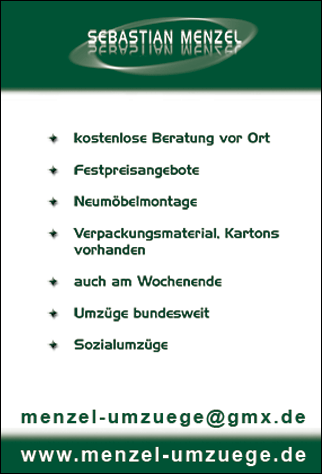 SEBASTIAN MENZEL
kostenlose Beratung vor Ort
Festpreisangebote
Neumöbelmontage
Verpackungsmaterial, Kartons
vorhanden
auch am Wochenende
Umzüge bundesweit
Sozialumzüge
menzel-umzuege@gmx.de
www.menzel-umzuege.de